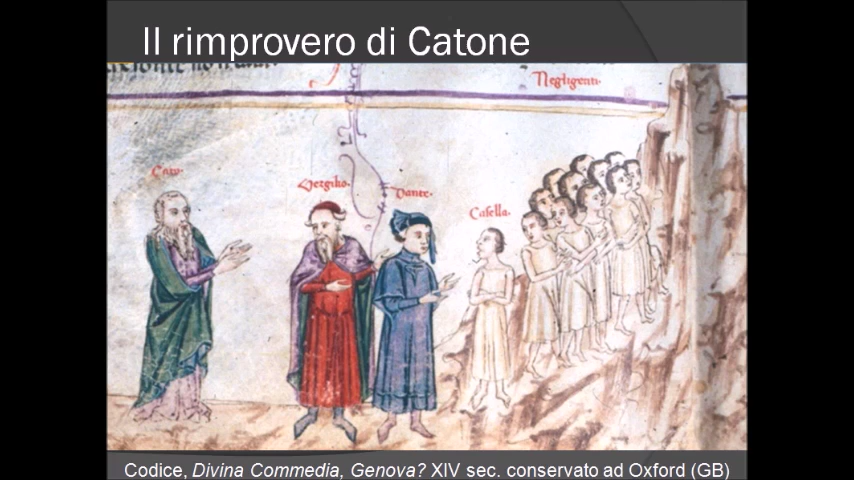 Il rimprovero di Catone
Negligenti.
Cato.
Vergilio.
Dante.
Casella.
Codice, Divina Commedia, Genova? XIV sec. conservato ad Oxford (GB)